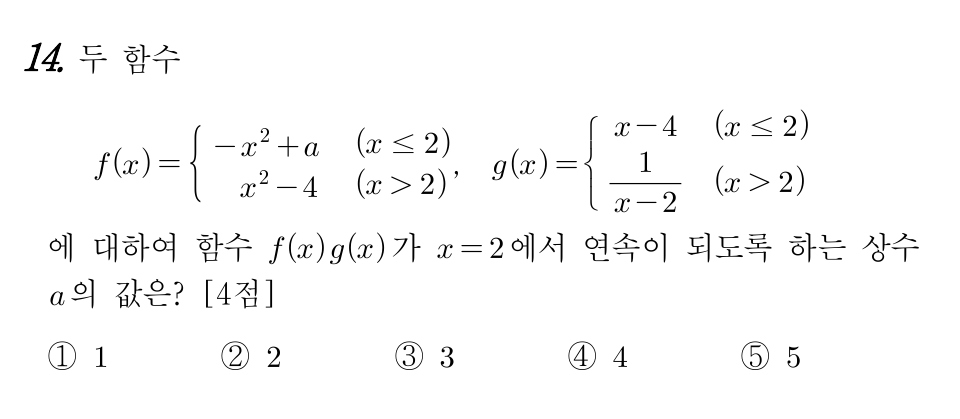 14. 두 함수
f(x) = { -x²+a (x ≤ 2), x²-4 (x > 2) , g(x) = { x-4 (x ≤ 2), 1/(x-2) (x > 2)
에 대하여 함수 f(x)g(x)가 x=2에서 연속이 되도록 하는 상수
a의 값은? [4점]
① 1 ② 2 ③ 3 ④ 4 ⑤ 5